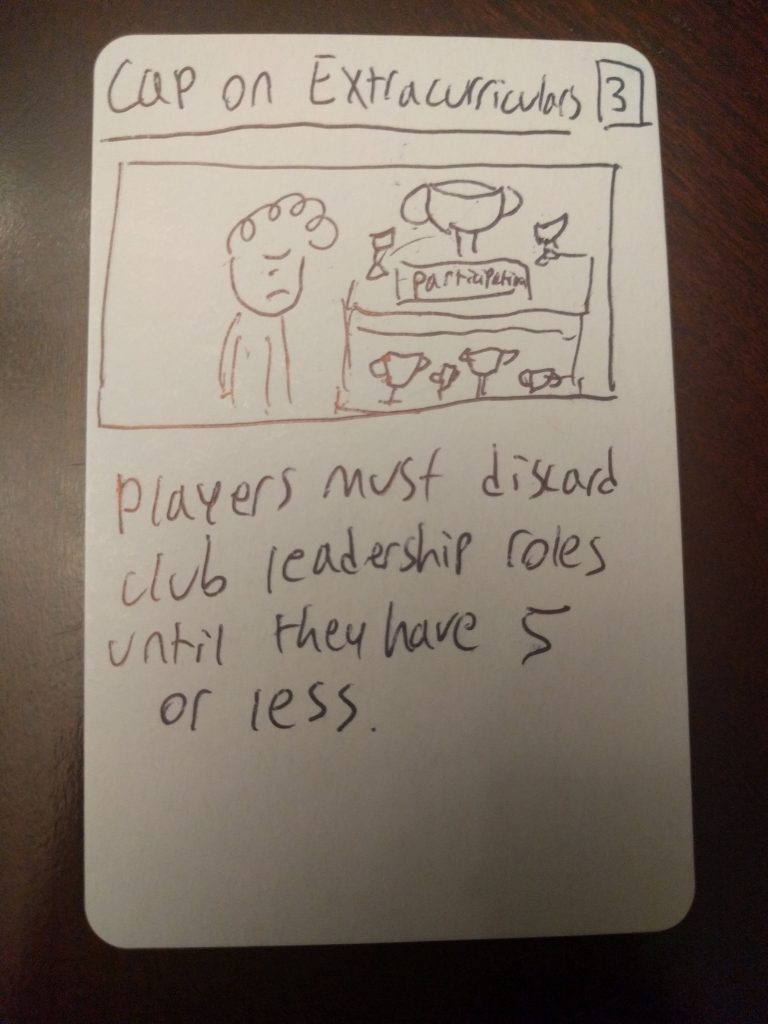 Cap on Extracurriculars 3
participation
players must discard
club leadership roles
until they have 5
or less.